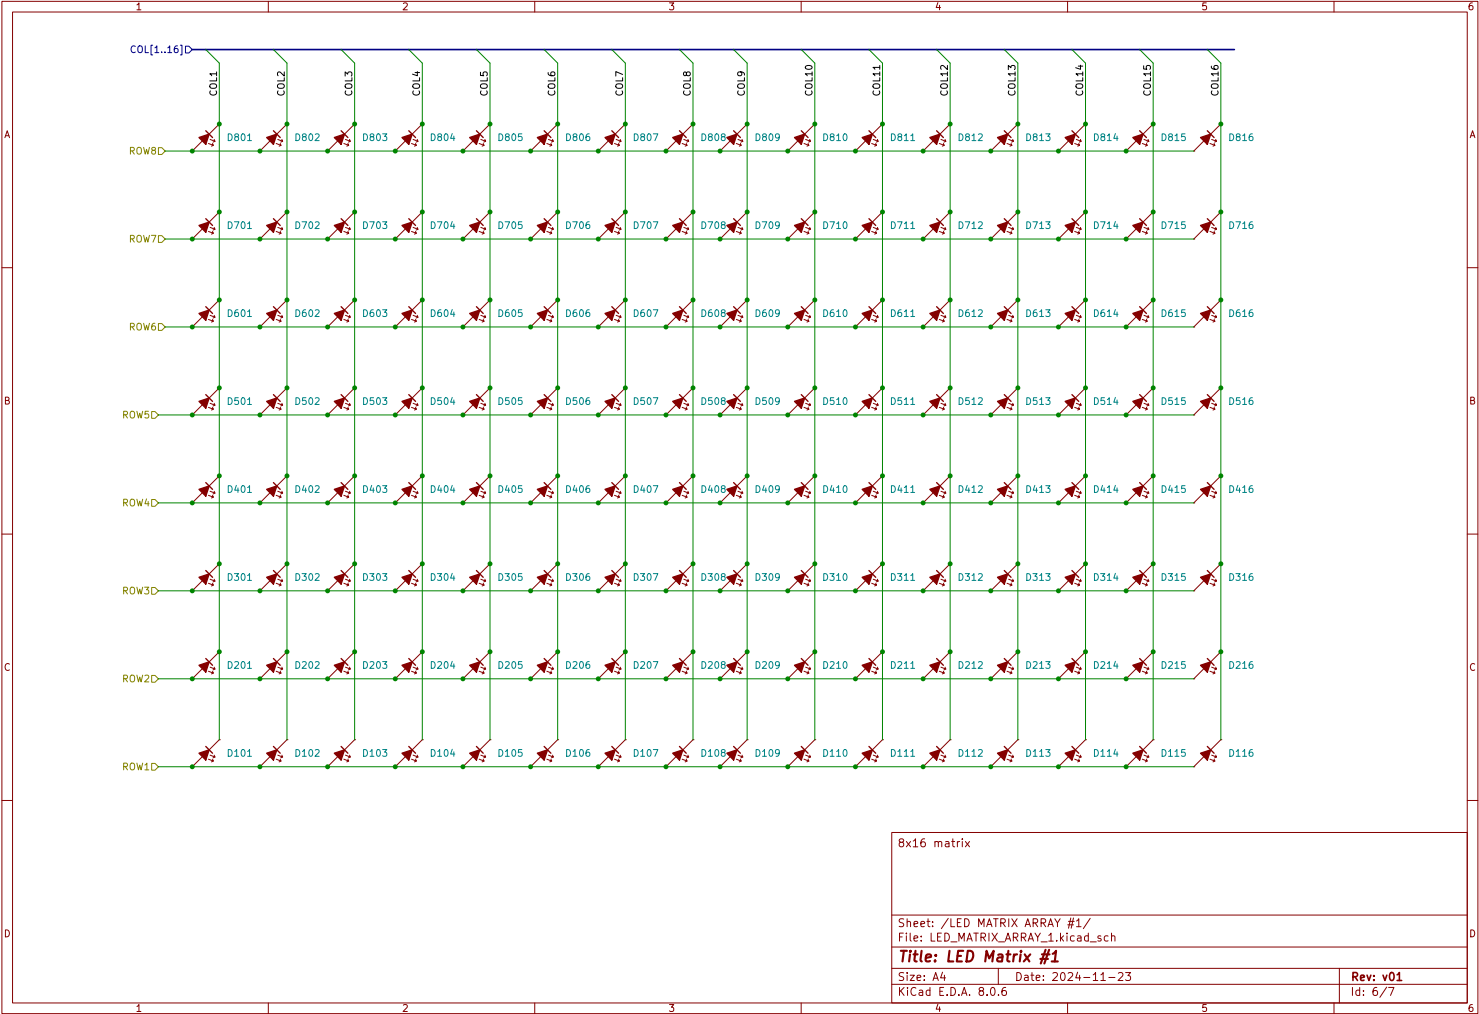 1 2 3 4 5 6
COL[1..16]
COL1 COL2 COL3 COL4 COL5 COL6 COL7 COL8 COL9 COL10 COL11 COL12 COL13 COL14 COL15 COL16
A A
ROW8 D801 D802 D803 D804 D805 D806 D807 D808 D809 D810 D811 D812 D813 D814 D815 D816
ROW7 D701 D702 D703 D704 D705 D706 D707 D708 D709 D710 D711 D712 D713 D714 D715 D716
ROW6 D601 D602 D603 D604 D605 D606 D607 D608 D609 D610 D611 D612 D613 D614 D615 D616
B B
ROW5 D501 D502 D503 D504 D505 D506 D507 D508 D509 D510 D511 D512 D513 D514 D515 D516
ROW4 D401 D402 D403 D404 D405 D406 D407 D408 D409 D410 D411 D412 D413 D414 D415 D416
ROW3 D301 D302 D303 D304 D305 D306 D307 D308 D309 D310 D311 D312 D313 D314 D315 D316
C C
ROW2 D201 D202 D203 D204 D205 D206 D207 D208 D209 D210 D211 D212 D213 D214 D215 D216
ROW1 D101 D102 D103 D104 D105 D106 D107 D108 D109 D110 D111 D112 D113 D114 D115 D116
8x16 matrix
Sheet: /LED MATRIX ARRAY #1/
D D
File: LED_MATRIX_ARRAY_1.kicad_sch
Title: LED Matrix #1
Size: A4 Date: 2024-11-23 Rev: v01
KiCad E.D.A. 8.0.6 Id: 6/7
1 2 3 4 5 6